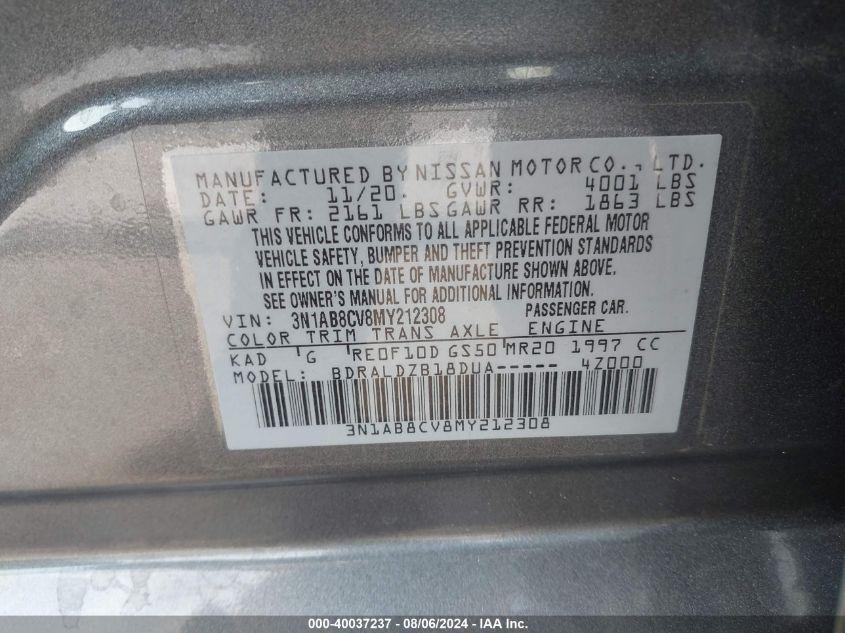 MANUFACTURED BY NISSAN MOTOR CO., LTD.
DATE: 11/20. GVWR: 4001 LBS
GAWR FR: 2161 LBS GAWR RR: 1863 LBS
THIS VEHICLE CONFORMS TO ALL APPLICABLE FEDERAL MOTOR
VEHICLE SAFETY, BUMPER AND THEFT PREVENTION STANDARDS
IN EFFECT ON THE DATE OF MANUFACTURE SHOWN ABOVE.
SEE OWNER'S MANUAL FOR ADDITIONAL INFORMATION.
VIN: 3N1AB8CV8MY212308 PASSENGER CAR.
COLOR TRIM TRANS AXLE ENGINE
KAD G RE0F10D GS50 MR20 1997 CC
MODEL: BDRALDZB18DUA----- 4Z000
3N1AB8CV8MY212308
000-40037237 - 08/06/2024 - IAA Inc.